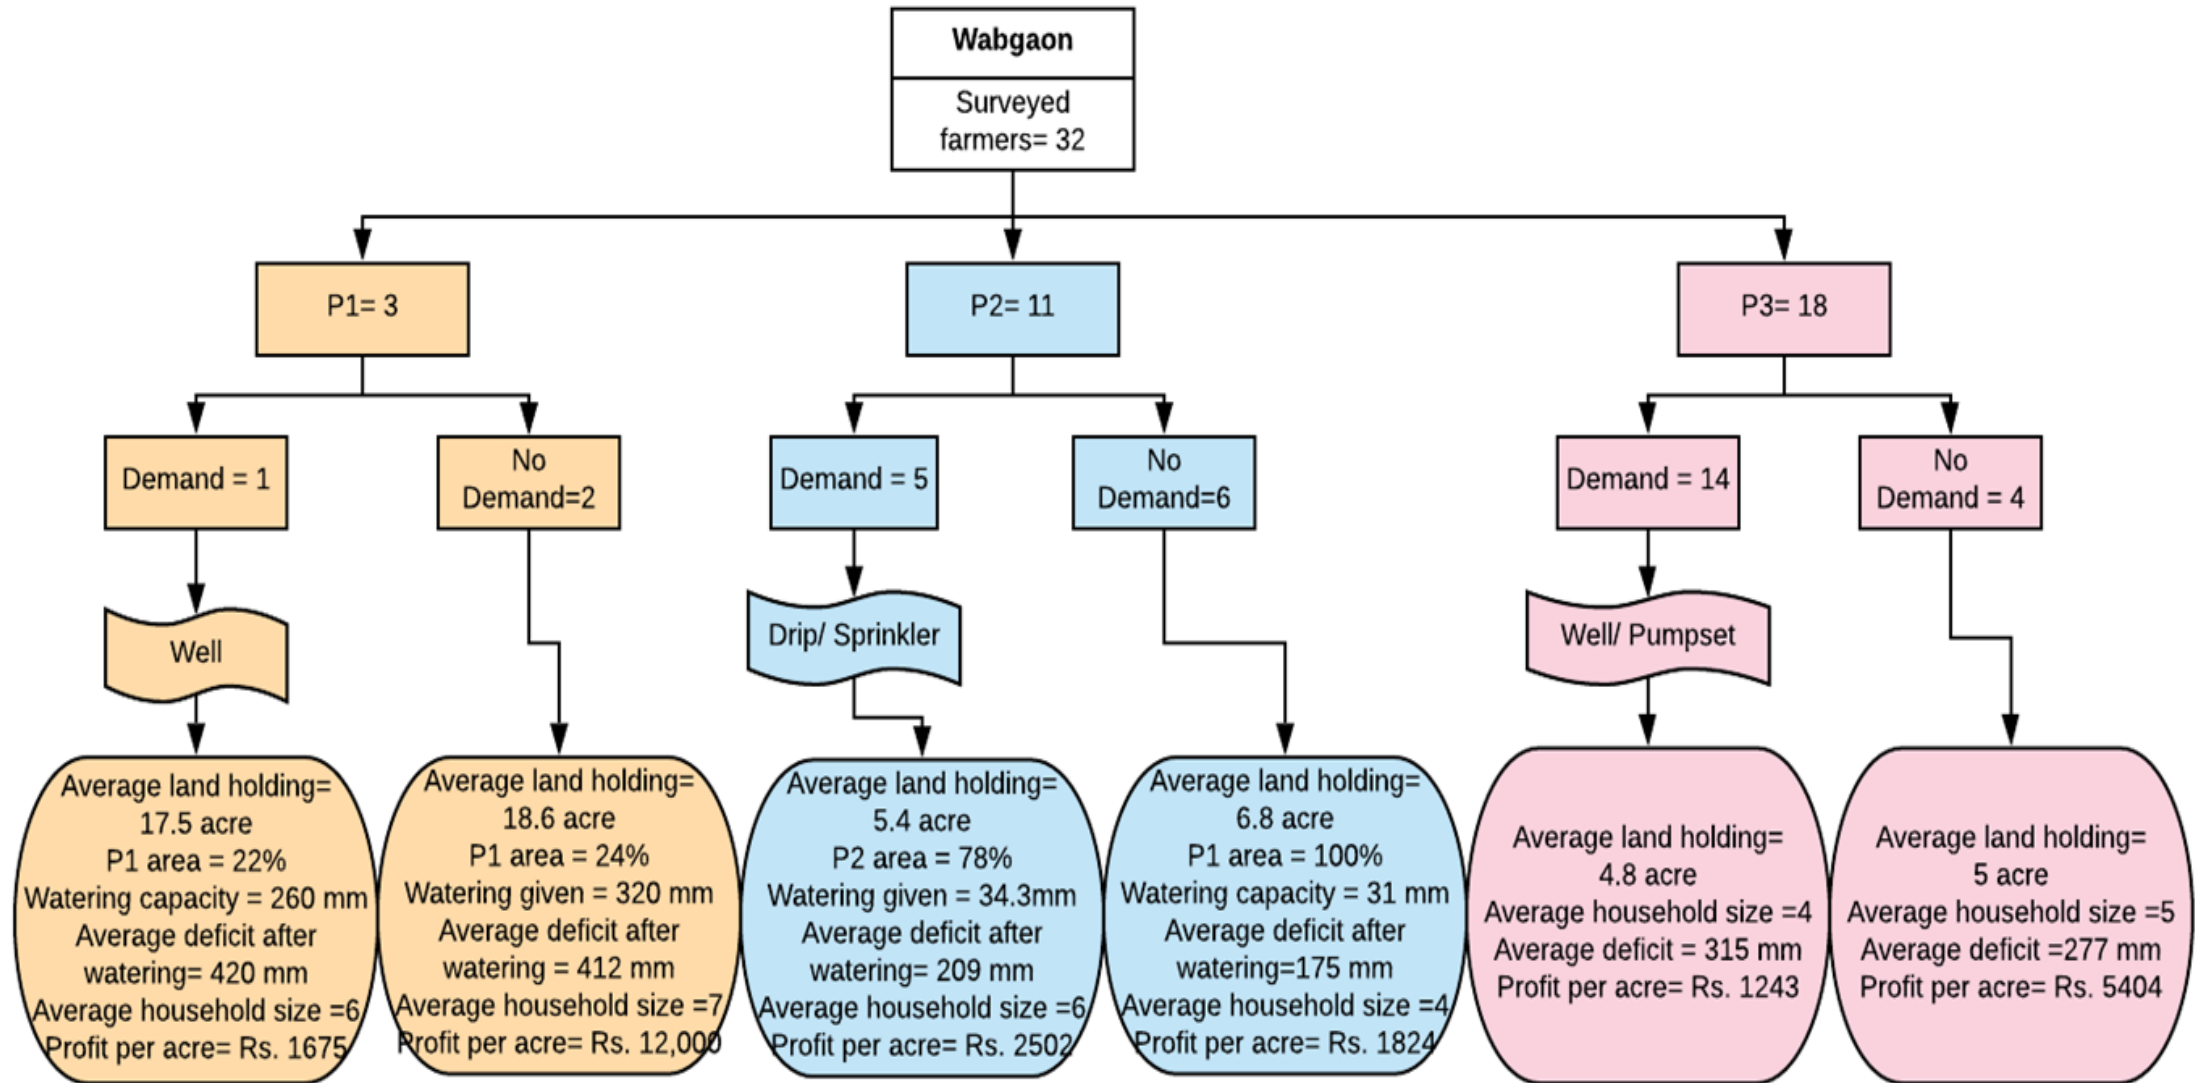 Wabgaon
Surveyed
farmers= 32
P1= 3
P2= 11
P3= 18
Demand = 1
No
Demand=2
Demand = 5
No
Demand=6
Demand = 14
No
Demand = 4
Well
Drip/ Sprinkler
Well/ Pumpset
Average land holding=
17.5 acre
P1 area = 22%
Watering capacity = 260 mm
Average deficit after
watering= 420 mm
Average household size =6
Profit per acre= Rs. 1675
Average land holding=
18.6 acre
P1 area = 24%
Watering given = 320 mm
Average deficit after
watering = 412 mm
Average household size =7
Profit per acre= Rs. 12,000
Average land holding=
5.4 acre
P2 area = 78%
Watering given = 34.3mm
Average deficit after
watering= 209 mm
Average household size =6
Profit per acre= Rs. 2502
Average land holding=
6.8 acre
P1 area = 100%
Watering capacity = 31 mm
Average deficit after
watering=175 mm
Average household size =4
Profit per acre= Rs. 1824
Average land holding=
4.8 acre
Average household size =4
Average deficit = 315 mm
Profit per acre= Rs. 1243
Average land holding=
5 acre
Average household size =5
Average deficit =277 mm
Profit per acre= Rs. 5404